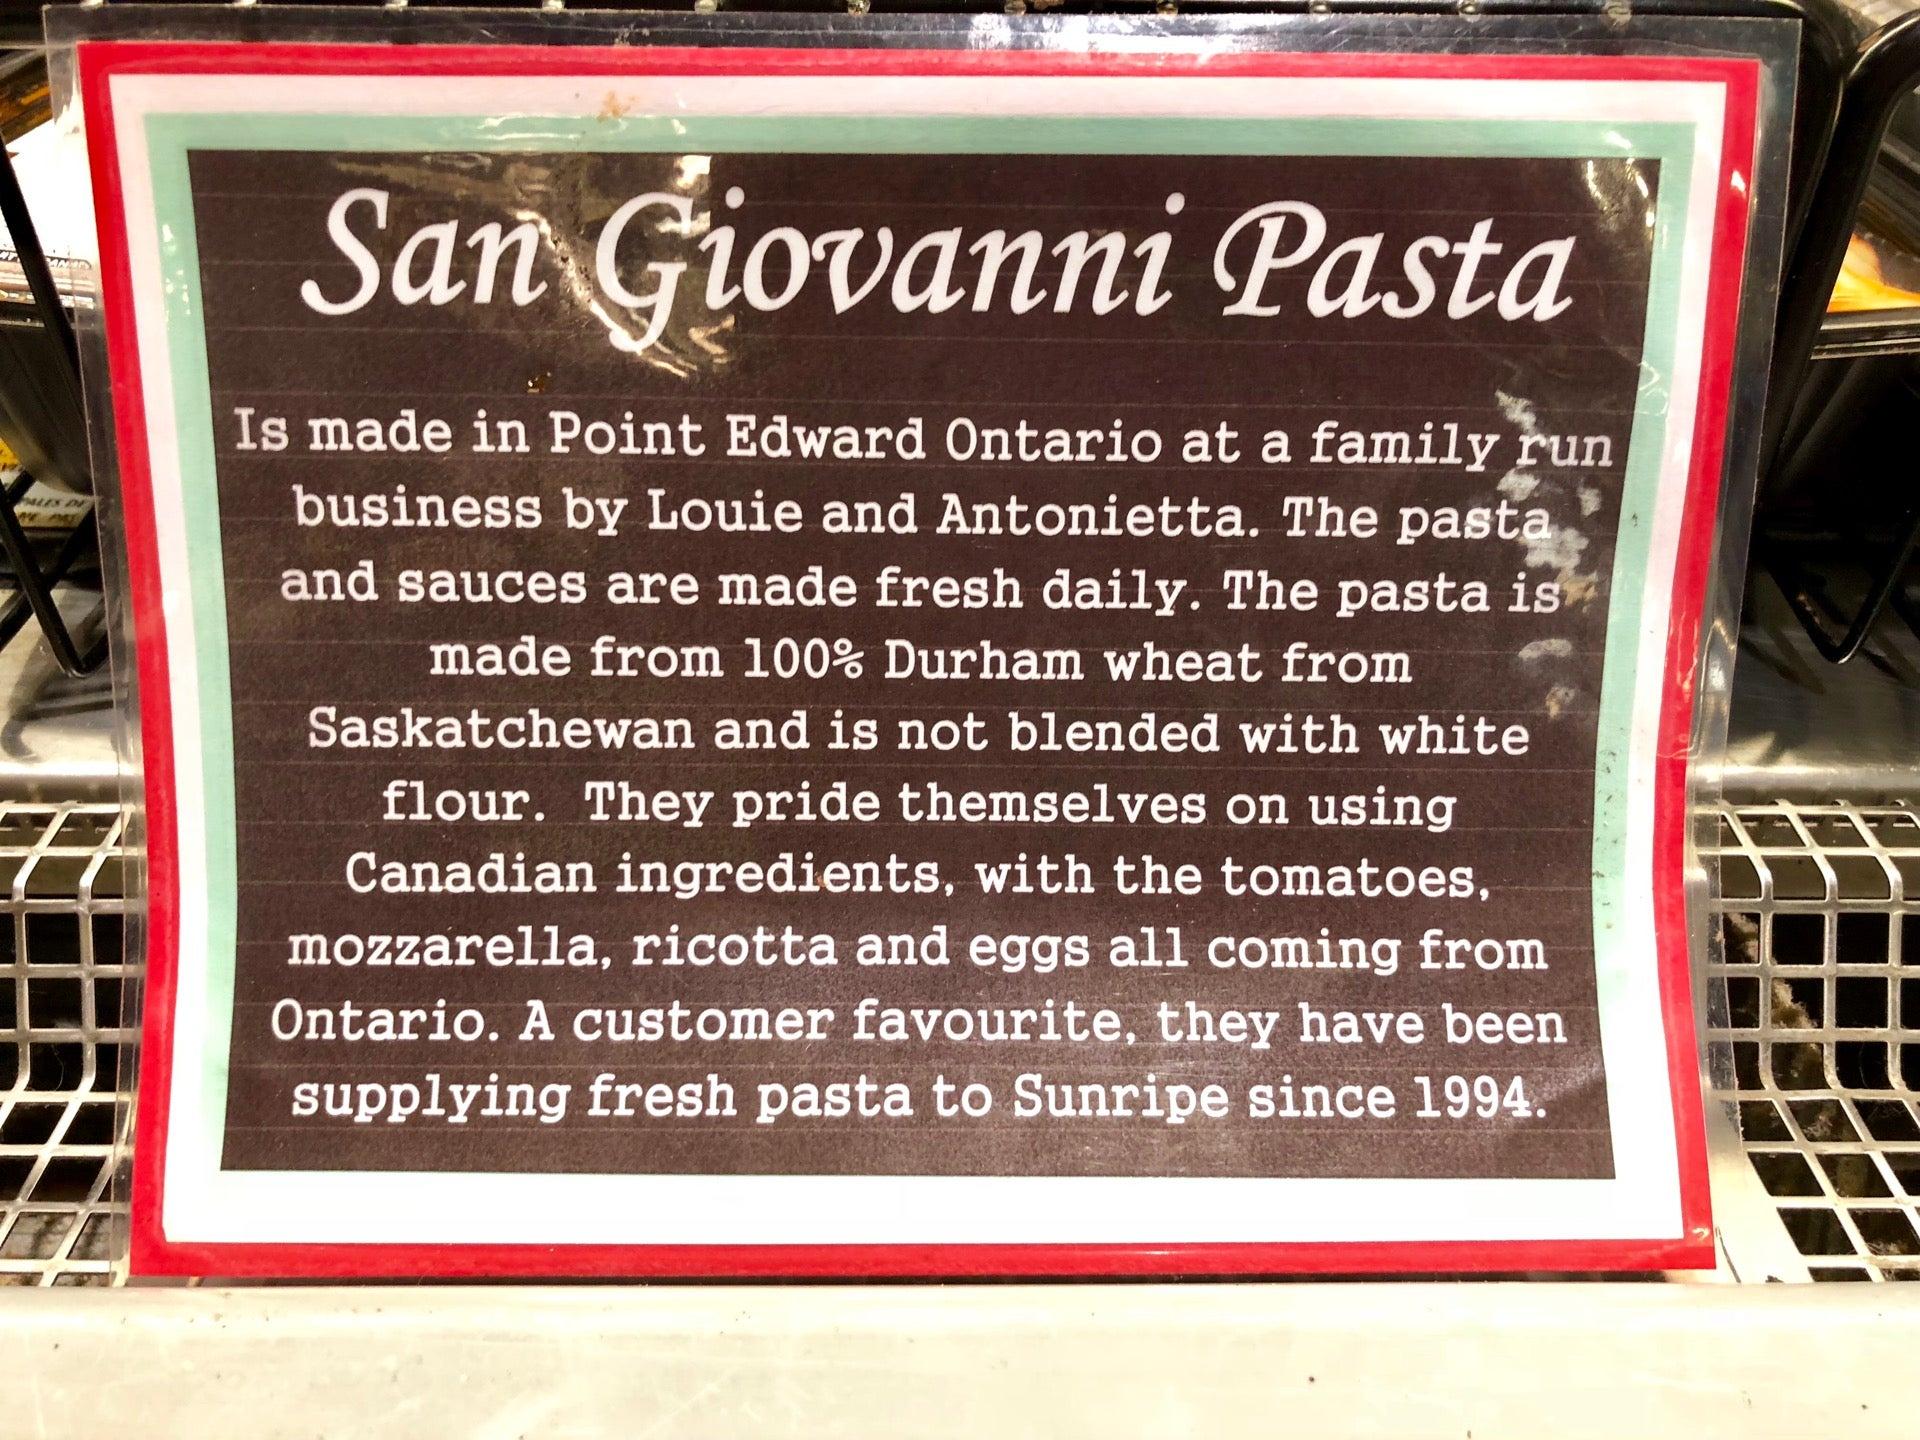 San Giovanni Pasta
Is made in Point Edward Ontario at a family run
business by Louie and Antonietta. The pasta
and sauces are made fresh daily. The pasta is
made from 100% Durham wheat from
Saskatchewan and is not blended with white
flour. They pride themselves on using
Canadian ingredients, with the tomatoes,
mozzarella, ricotta and eggs all coming from
Ontario. A customer favourite, they have been
supplying fresh pasta to Sunripe since 1994.